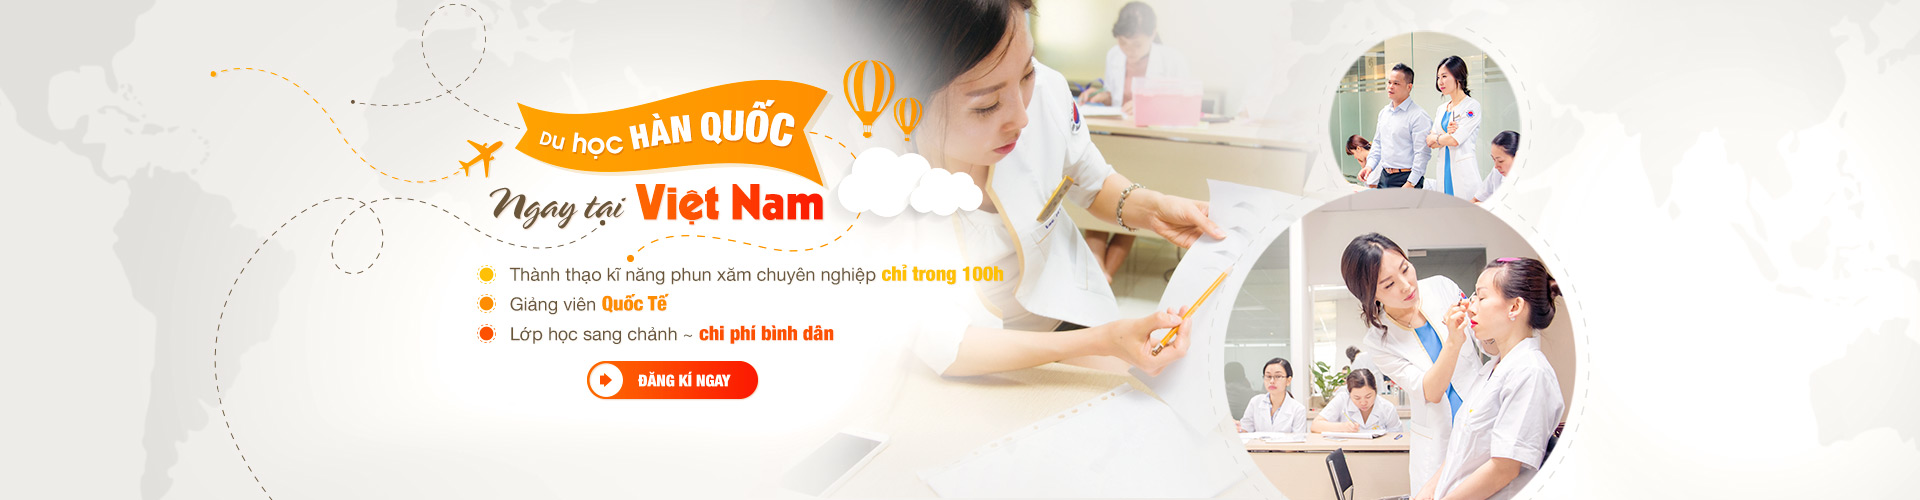 Du học HÀN QUỐC
Ngay tại Việt Nam
Thành thạo kĩ năng phun xăm chuyên nghiệp chỉ trong 100h
Giảng viên Quốc Tế
Lớp học sang chảnh ~ chi phí bình dân
ĐĂNG KÍ NGAY